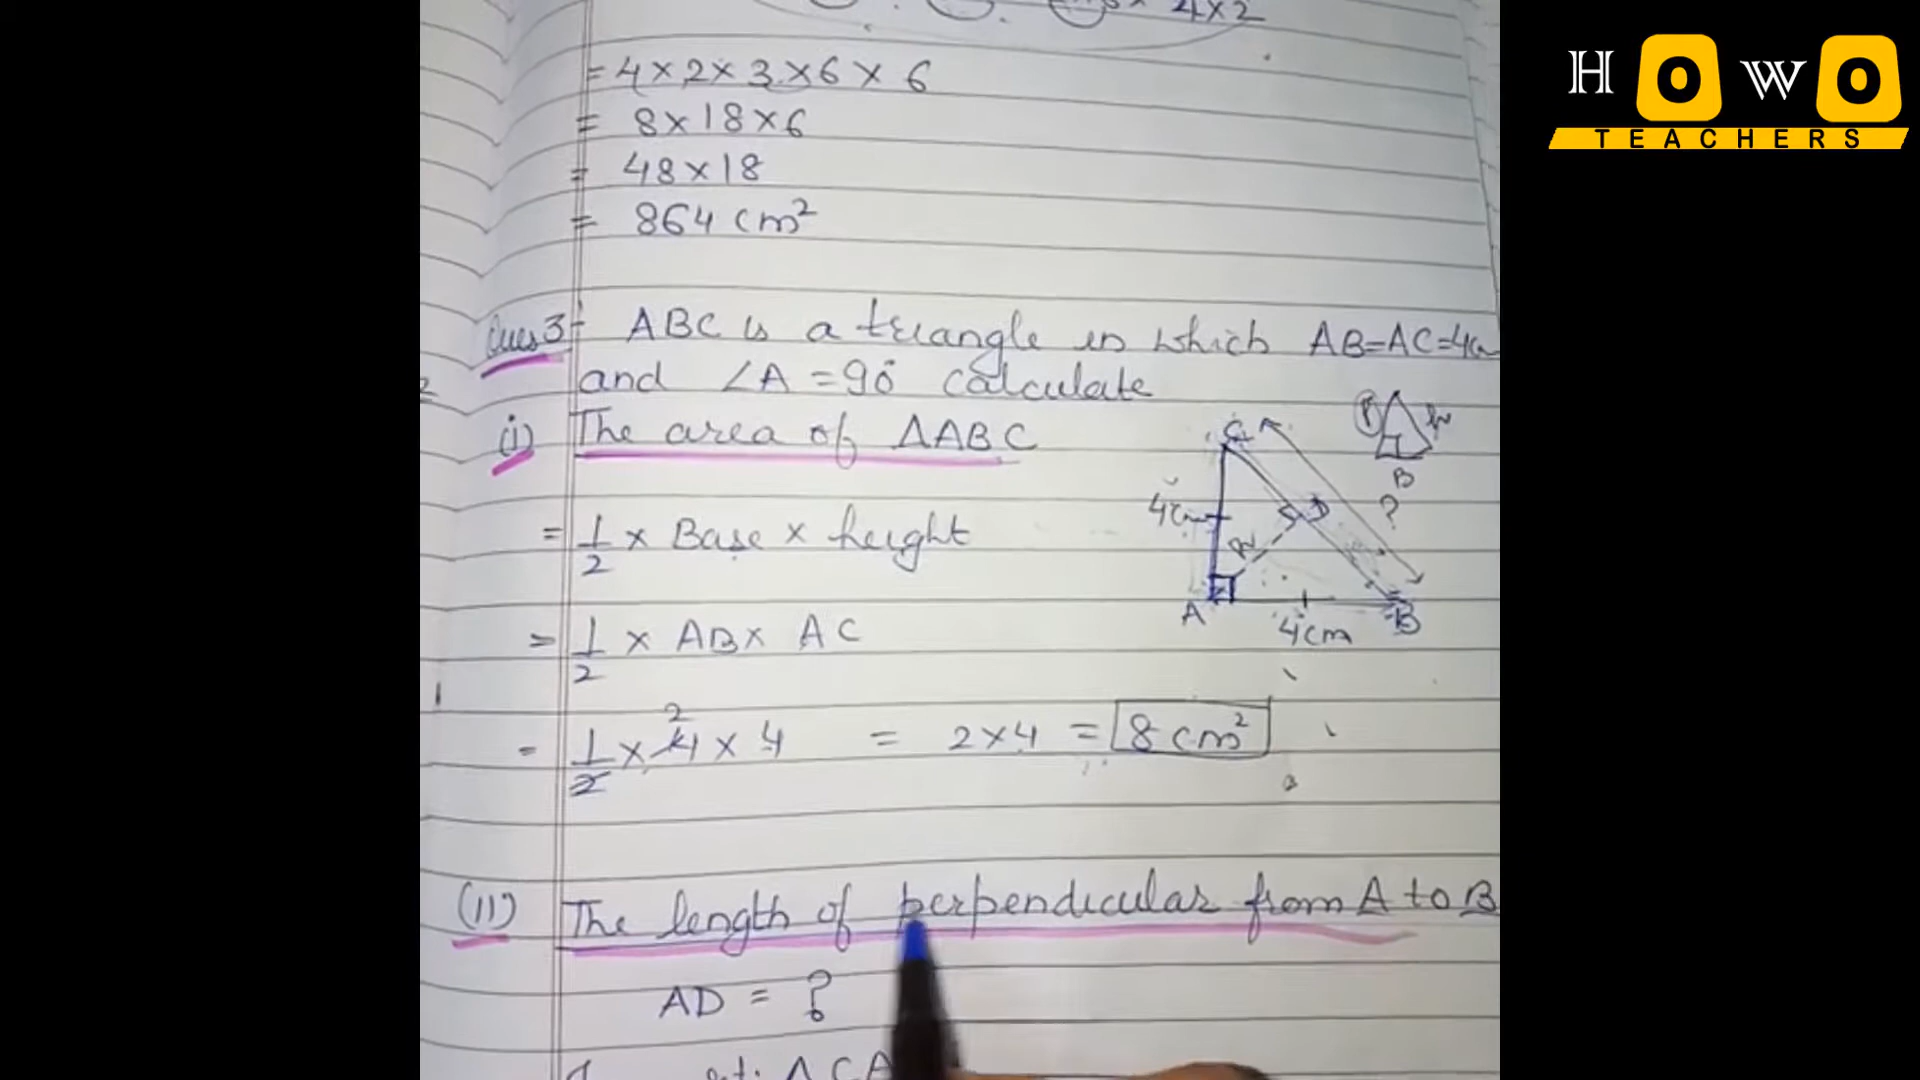 4×2
= 4×2×3×6×6
= 8×18×6
= 48×18
= 864 cm²
Ques 3 ABC is a triangle in which AB=AC=4cm
and ∠A = 90° calculate
(i) The area of ΔABC
= 1/2 × Base × height
= 1/2 × AB × AC
= 1/2 × 4 × 4 = 2×4 = 8 cm²
2
C
4cm
?
D
A
4cm
B
P
B
(II) The length of perpendicular from A to B
AD = ?
HOWO
TEACHERS